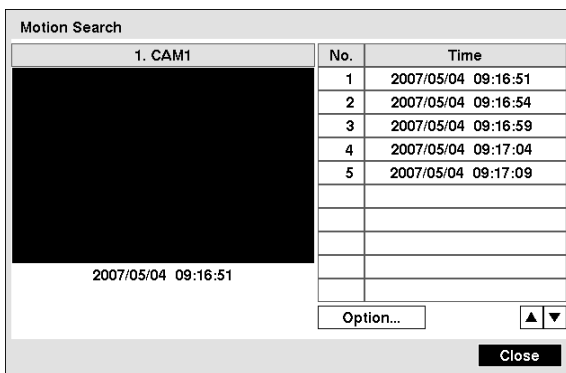 Motion Search
1. CAM1
No. Time
1 2007/05/04 09:16:51
2 2007/05/04 09:16:54
3 2007/05/04 09:16:59
4 2007/05/04 09:17:04
5 2007/05/04 09:17:09
2007/05/04 09:16:51
Option...
Close